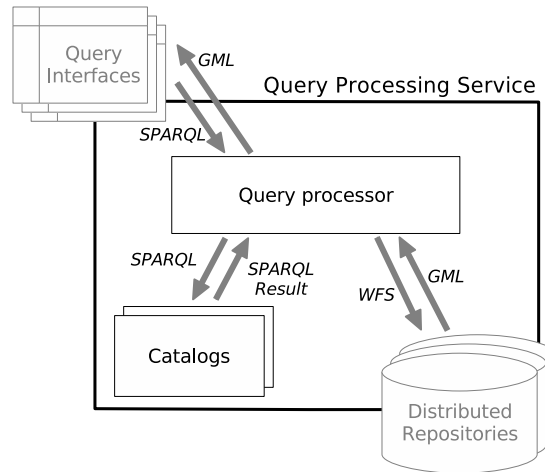 Query
Interfaces
GML
Query Processing Service
SPARQL
Query processor
SPARQL
SPARQL
Result
WFS
GML
Catalogs
Distributed
Repositories